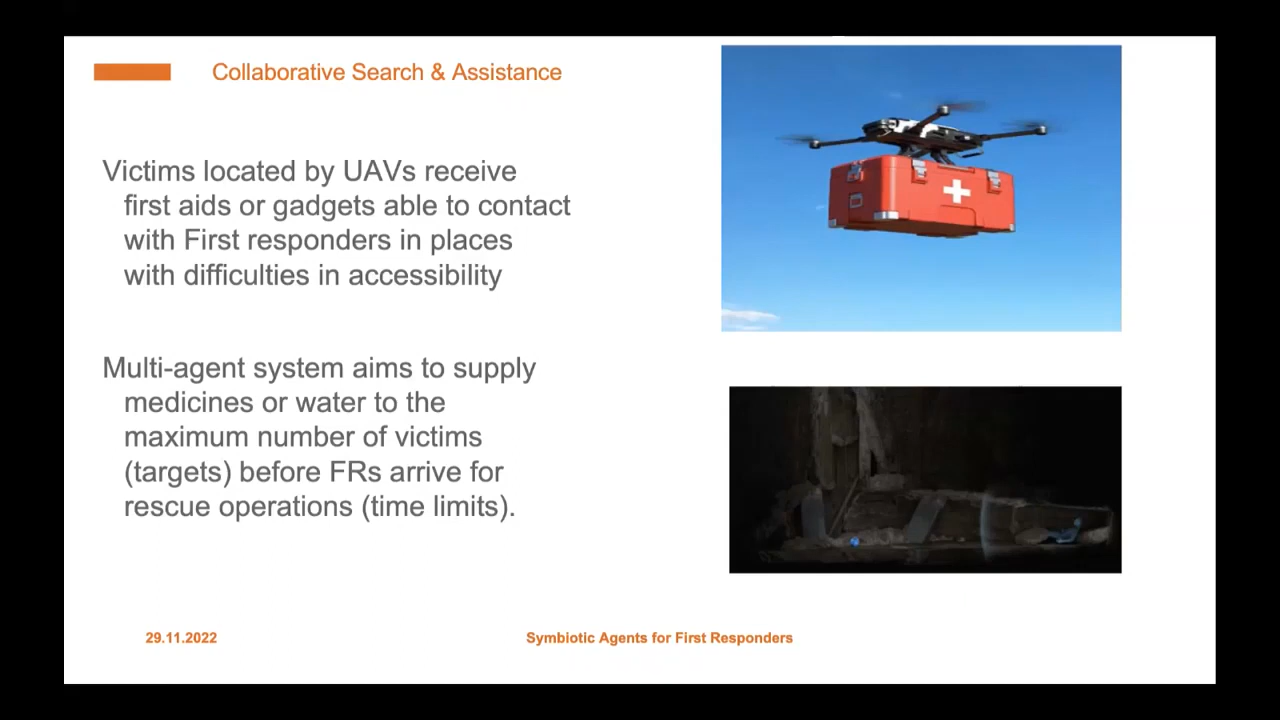 Collaborative Search & Assistance
Victims located by UAVs receive
first aids or gadgets able to contact
with First responders in places
with difficulties in accessibility
Multi-agent system aims to supply
medicines or water to the
maximum number of victims
(targets) before FRs arrive for
rescue operations (time limits).
29.11.2022
Symbiotic Agents for First Responders